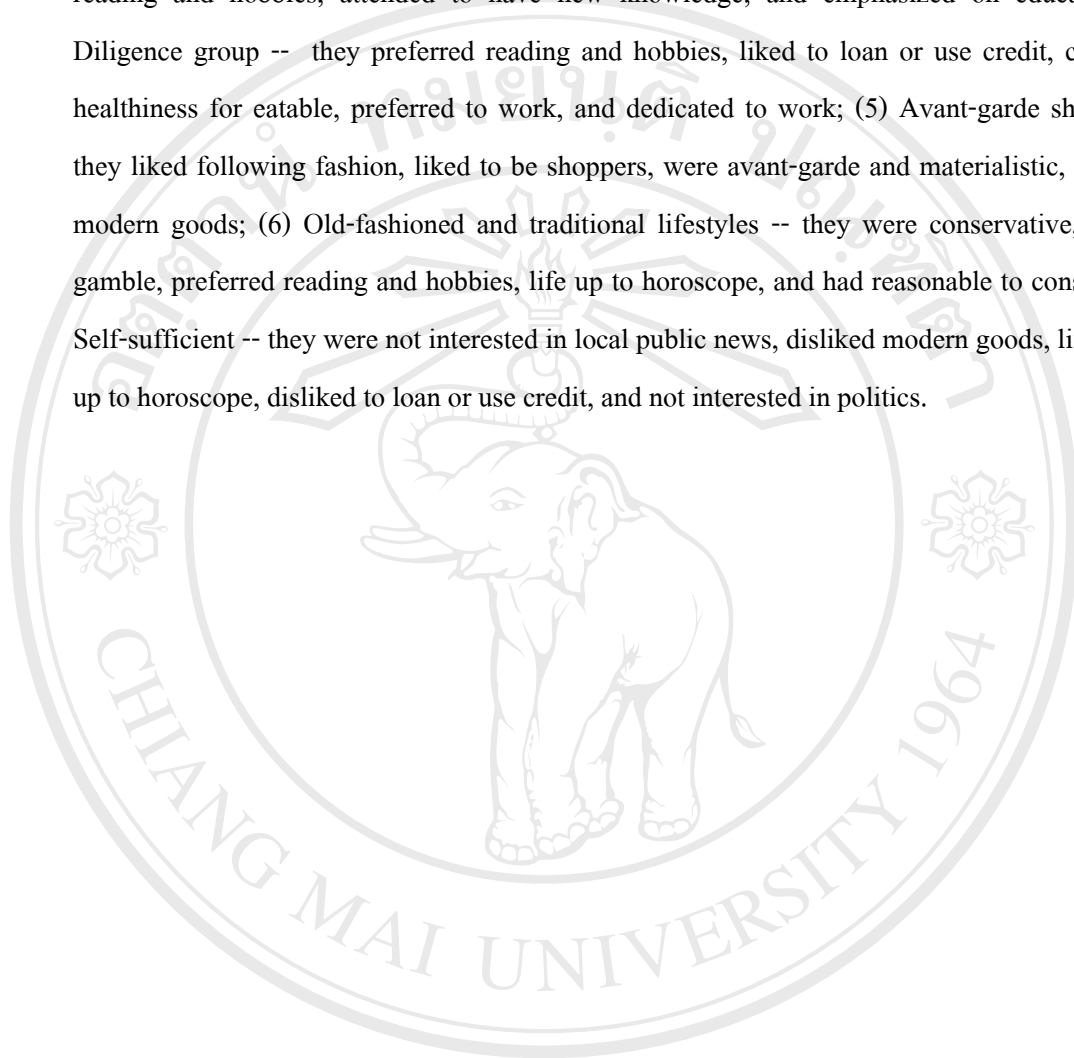 reading and hobbies, attended to have new knowledge, and emphasized on
Diligence group -- they preferred reading and hobbies, liked to loan or use credit,
healthiness for eatable, preferred to work, and dedicated to work; (5) Avant-garde
they liked following fashion, liked to be shoppers, were avant-garde and materialistic,
modern goods; (6) Old-fashioned and traditional lifestyles -- they were conservative,
gamble, preferred reading and hobbies, life up to horoscope, and had reasonable to
Self-sufficient -- they were not interested in local public news, disliked modern goods,
up to horoscope, disliked to loan or use credit, and not interested in politics.
CHIANG MAI UNIVERSITY 1964